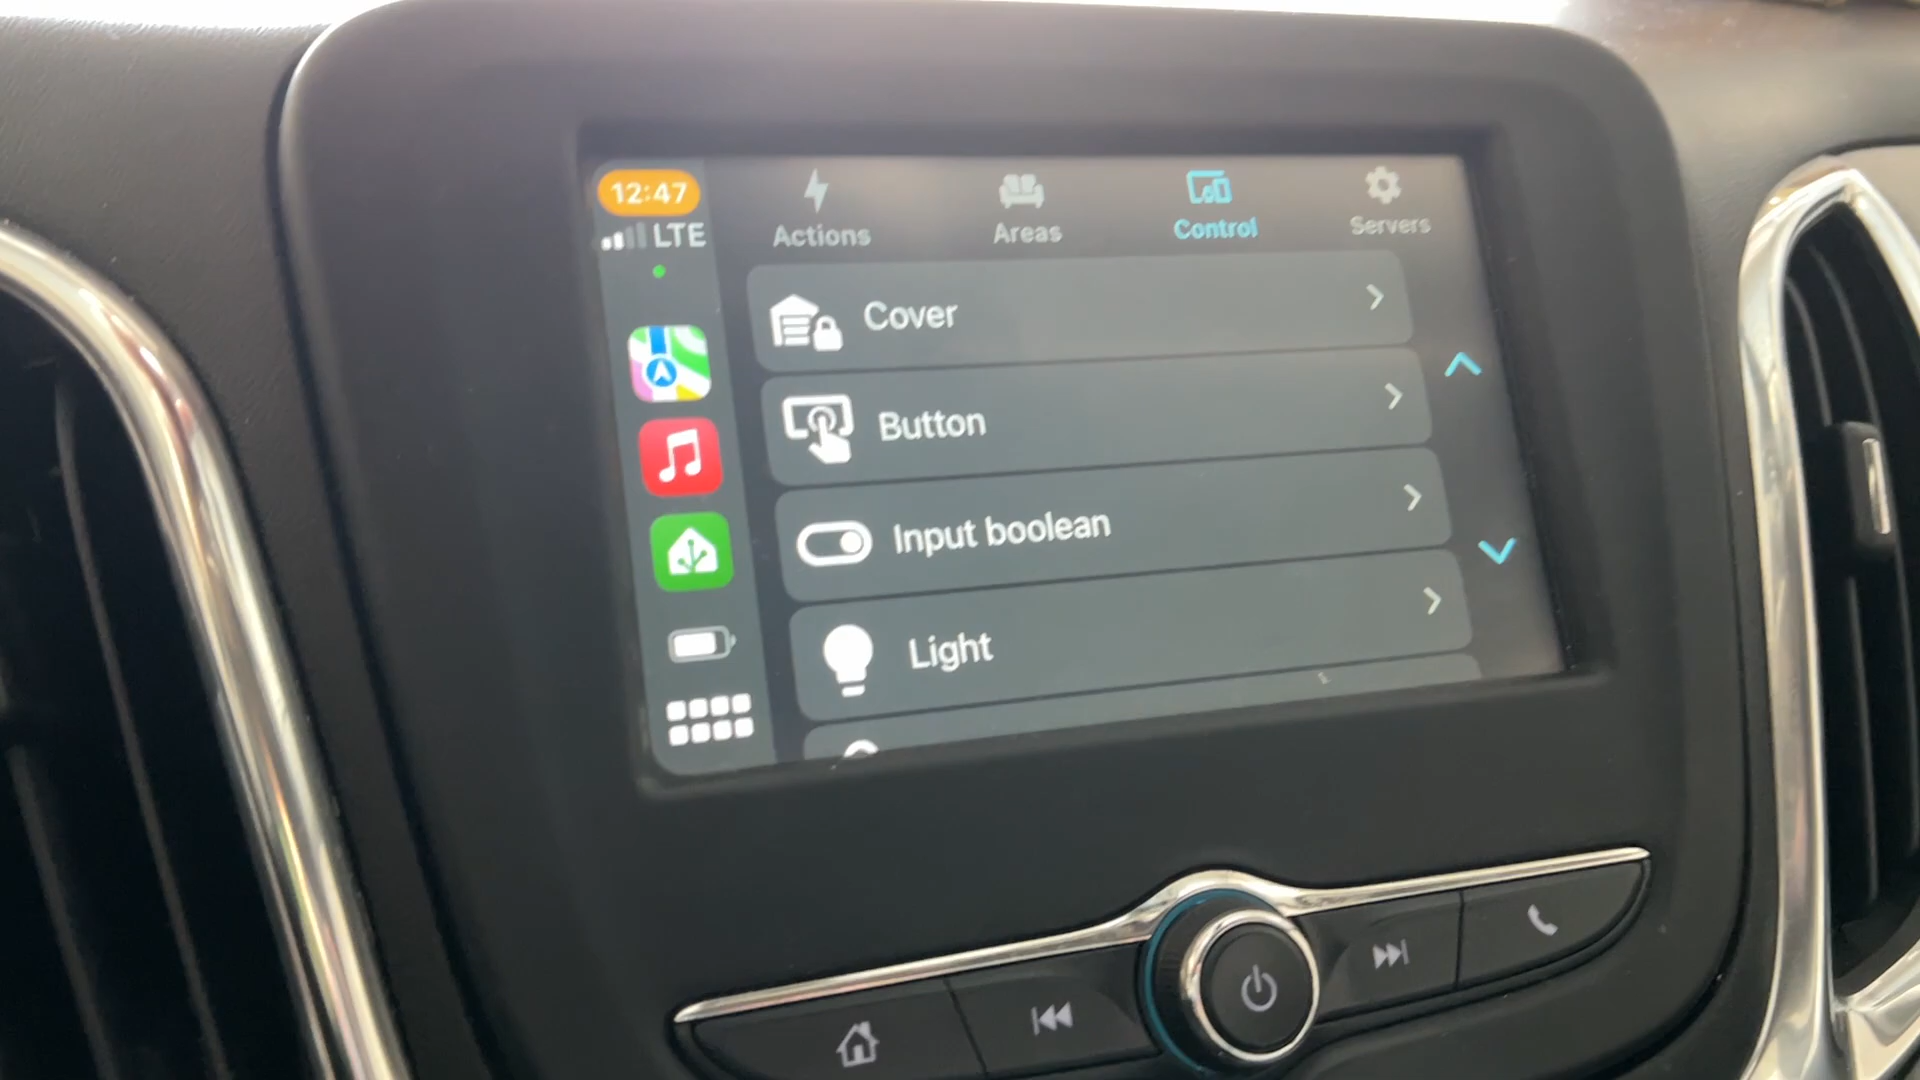 12:47
LTE
Actions
Areas
Control
Servers
Cover
Button
Input boolean
Light